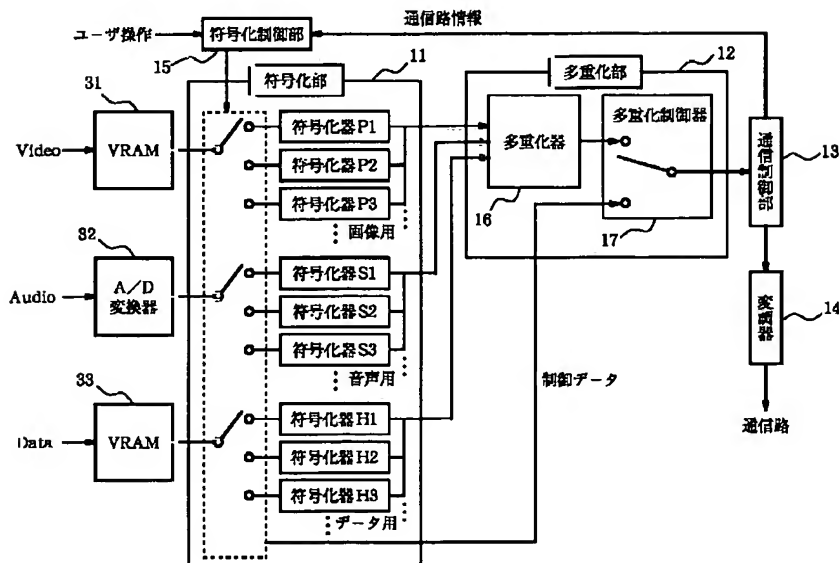 通信路情報
ユーザ操作
符号化制御部
15
11
12
符号化部
多重化部
31
VRAM
Video
符号化器P1
符号化器P2
符号化器P3
画像用
多重化器
16
多重化制御器
17
通信制御部
13
32
A/D
変換器
Audio
符号化器S1
符号化器S2
符号化器S3
音声用
制御データ
変調器
14
通信路
33
VRAM
Data
符号化器H1
符号化器H2
符号化器H3
データ用